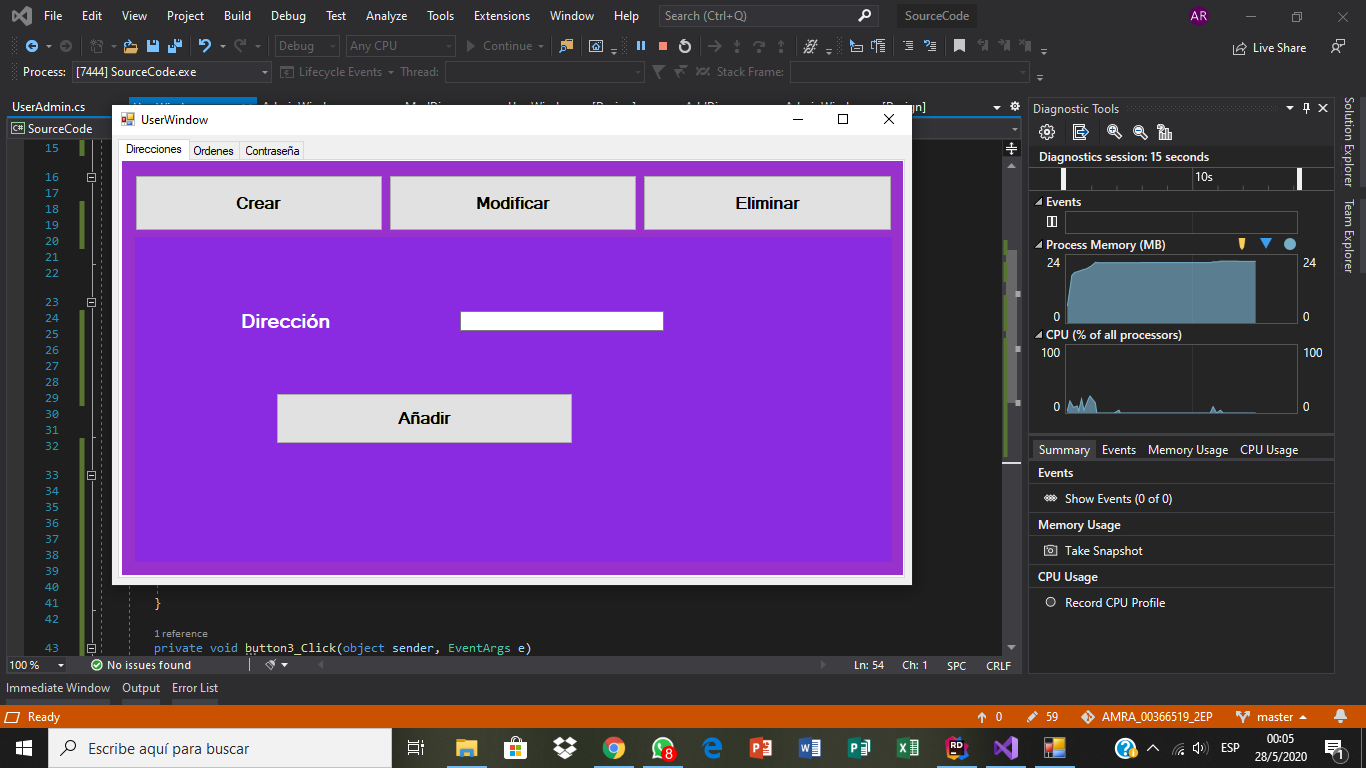 File Edit View Project Build Debug Test Analyze Tools Extensions Window Help Search (Ctrl+Q) SourceCode AR
Debug Any CPU Continue Live Share
Process: [7444] SourceCode.exe Lifecycle Events Thread: Stack Frame:
UserAdmin.cs
C# SourceCode
UserWindow
Direcciones Ordenes Contraseña
Crear Modificar Eliminar
Dirección
Añadir
15
16
17
18
19
20
21
22
23
24
25
26
27
28
29
30
31
32
33
34
35
36
37
38
39
40
41 }
42
1 reference
43 private void button3_Click(object sender, EventArgs e)
100 % No issues found Ln: 54 Ch: 1 SPC CRLF
Diagnostic Tools
Diagnostics session: 15 seconds
10s
Events
Process Memory (MB)
24 24
0 0
CPU (% of all processors)
100 100
0 0
Summary Events Memory Usage CPU Usage
Events
Show Events (0 of 0)
Memory Usage
Take Snapshot
CPU Usage
Record CPU Profile
Solution Explorer
Team Explorer
Immediate Window Output Error List
Ready 0 59 AMRA_00366519_2EP master
Escribe aquí para buscar 8 RD ESP 00:05
28/5/2020 1